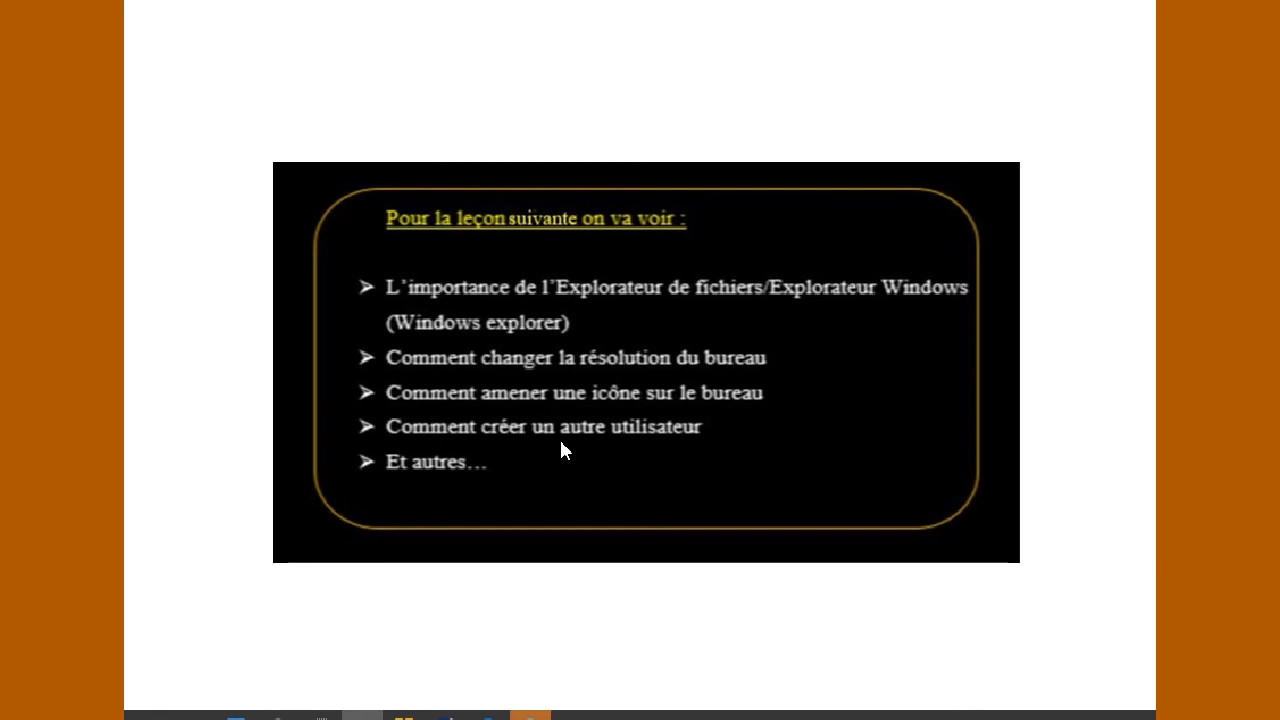 Pour la leçon suivante on va voir :
➢ L’importance de l’Explorateur de fichiers/Explorateur Windows
(Windows explorer)
➢ Comment changer la résolution du bureau
➢ Comment amener une icône sur le bureau
➢ Comment créer un autre utilisateur
➢ Et autres…